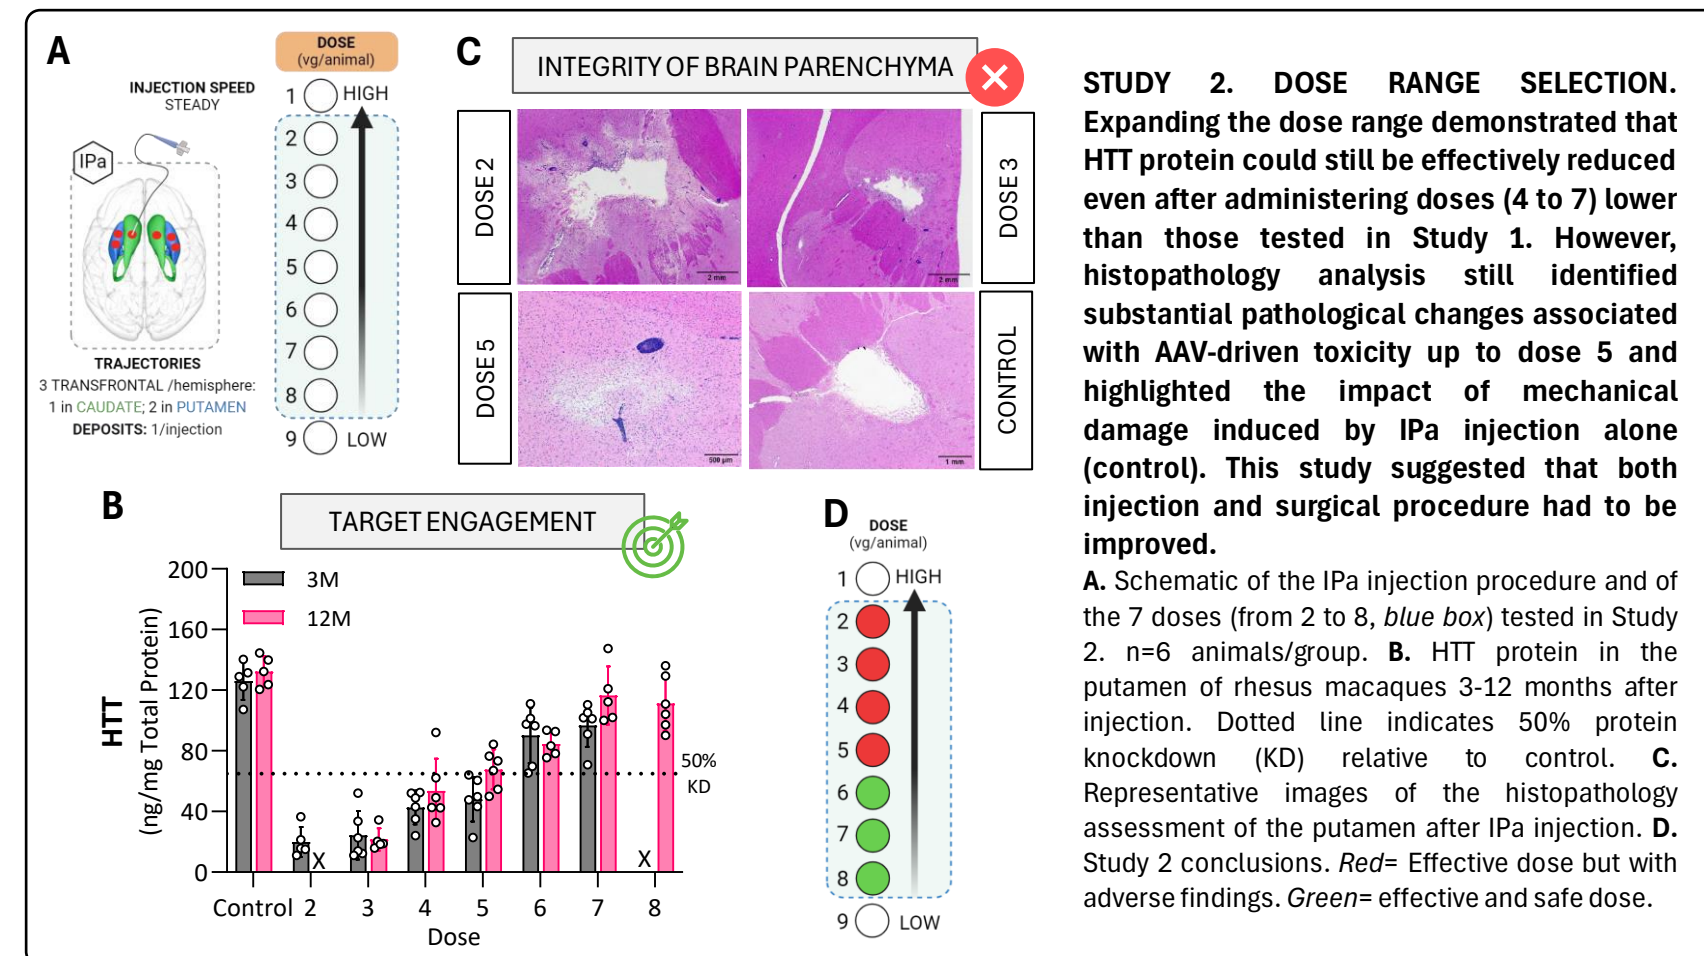 A
INJECTION SPEED
STEADY
IPa
TRAJECTORIES
3 TRANSFRONTAL /hemisphere:
1 in CAUDATE; 2 in PUTAMEN
DEPOSITS: 1/injection
DOSE
(vg/animal)
1 HIGH
2
3
4
5
6
7
8
9 LOW
C
INTEGRITY OF BRAIN PARENCHYMA
DOSE 2
2 mm
DOSE 3
2 mm
DOSE 5
500 µm
CONTROL
1 mm
B
TARGET ENGAGEMENT
HTT
(ng/mg Total Protein)
200
160
120
80
40
0
3M
12M
50%
KD
X
X
Control 2 3 4 5 6 7 8
Dose
D
DOSE
(vg/animal)
1 HIGH
2
3
4
5
6
7
8
9 LOW
STUDY 2. DOSE RANGE SELECTION.
Expanding the dose range demonstrated that
HTT protein could still be effectively reduced
even after administering doses (4 to 7) lower
than those tested in Study 1. However,
histopathology analysis still identified
substantial pathological changes associated
with AAV-driven toxicity up to dose 5 and
highlighted the impact of mechanical
damage induced by IPa injection alone
(control). This study suggested that both
injection and surgical procedure had to be
improved.
A. Schematic of the IPa injection procedure and of
the 7 doses (from 2 to 8, blue box) tested in Study
2. n=6 animals/group. B. HTT protein in the
putamen of rhesus macaques 3-12 months after
injection. Dotted line indicates 50% protein
knockdown (KD) relative to control. C.
Representative images of the histopathology
assessment of the putamen after IPa injection. D.
Study 2 conclusions. Red= Effective dose but with
adverse findings. Green= effective and safe dose.